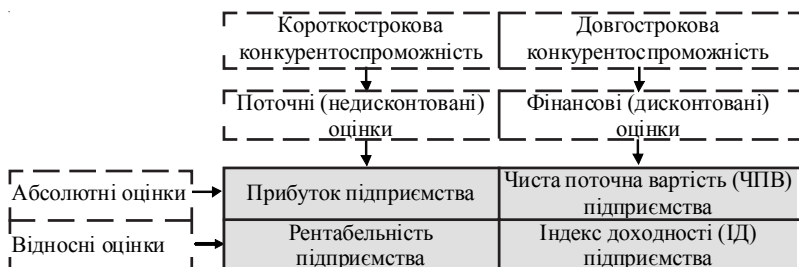 Короткострокова
конкурентоспроможність
Довгострокова
конкурентоспроможність
Поточні (недисконтовані)
оцінки
Фінансові (дисконтовані)
оцінки
Абсолютні оцінки
Прибуток підприємства
Чиста поточна вартість (ЧПВ)
підприємства
Відносні оцінки
Рентабельність
підприємства
Індекс доходності (ІД)
підприємства